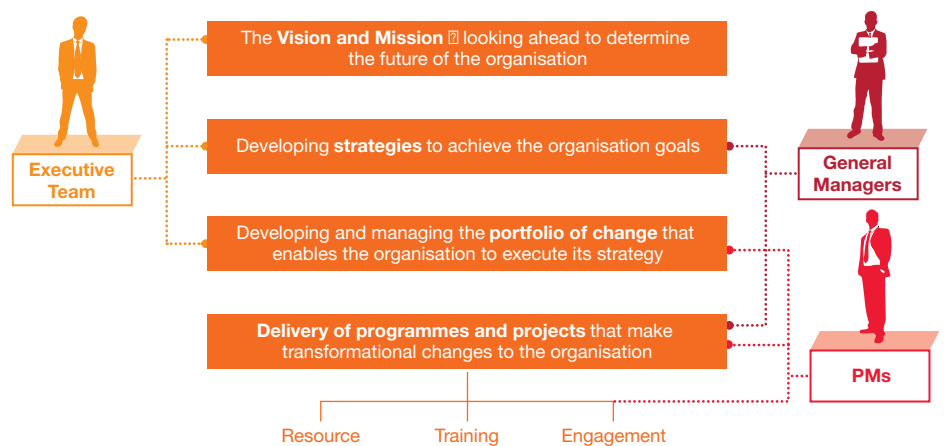 The Vision and Mission ⍰ looking ahead to determine
the future of the organisation
Executive
Team
Developing strategies to achieve the organisation goals
General
Managers
Developing and managing the portfolio of change that
enables the organisation to execute its strategy
Delivery of programmes and projects that make
transformational changes to the organisation
PMs
Resource
Training
Engagement